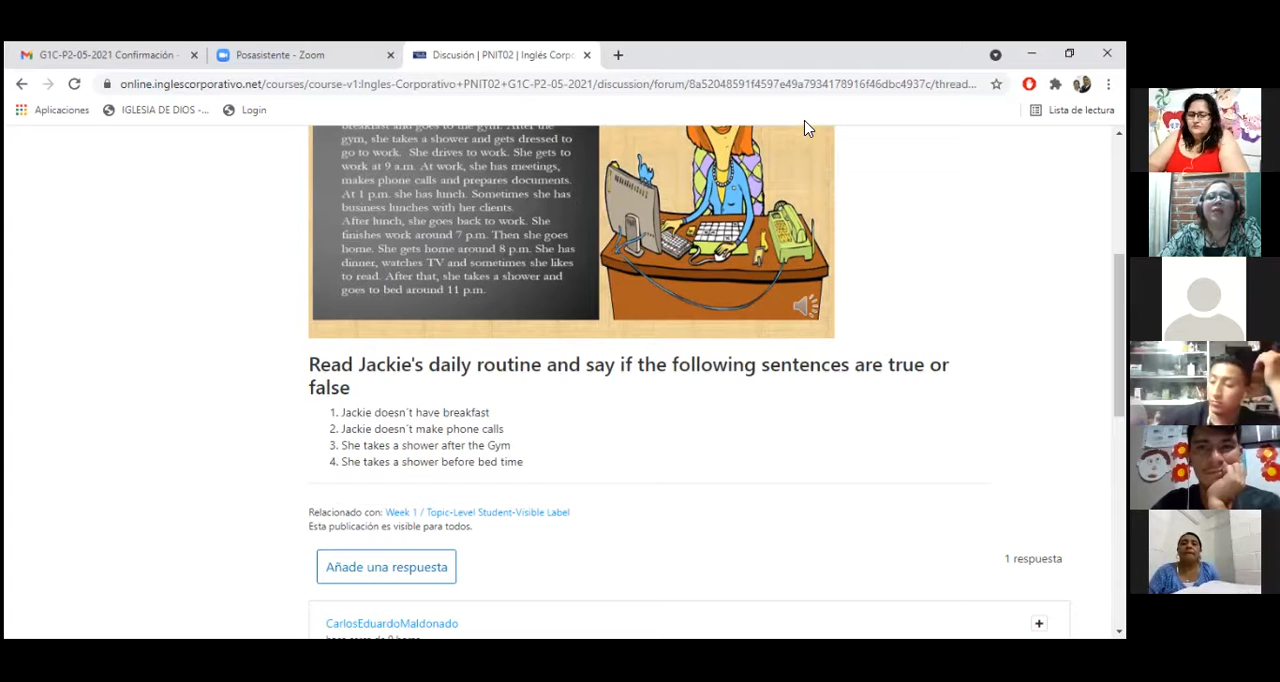 G1C-P2-05-2021 Confirmación -
Posasistente - Zoom
Discusión | PNIT02 | Inglés Corpo
online.inglescorporativo.net/courses/course-v1:Ingles-Corporativo+PNIT02+G1C-P2-05-2021/discussion/forum/8a52048591f4597e49a7934178916f46dbc4937c/thread...
Aplicaciones
IGLESIA DE DIOS -...
Login
Lista de lectura
breakfast and goes to the gym. After the
gym, she takes a shower and gets dressed to
go to work. She drives to work. She gets to
work at 9 a.m. At work, she has meetings,
makes phone calls and prepares documents.
At 1 p.m. she has lunch. Sometimes she has
business lunches with her clients.
After lunch, she goes back to work. She
finishes work around 7 p.m. Then she goes
home. She gets home around 8 p.m. She has
dinner, watches TV and sometimes she likes
to read. After that, she takes a shower and
goes to bed around 11 p.m.
Read Jackie's daily routine and say if the following sentences are true or
false
1. Jackie doesn´t have breakfast
2. Jackie doesn´t make phone calls
3. She takes a shower after the Gym
4. She takes a shower before bed time
Relacionado con: Week 1 / Topic-Level Student-Visible Label
Esta publicación es visible para todos.
Añade una respuesta
1 respuesta
CarlosEduardoMaldonado